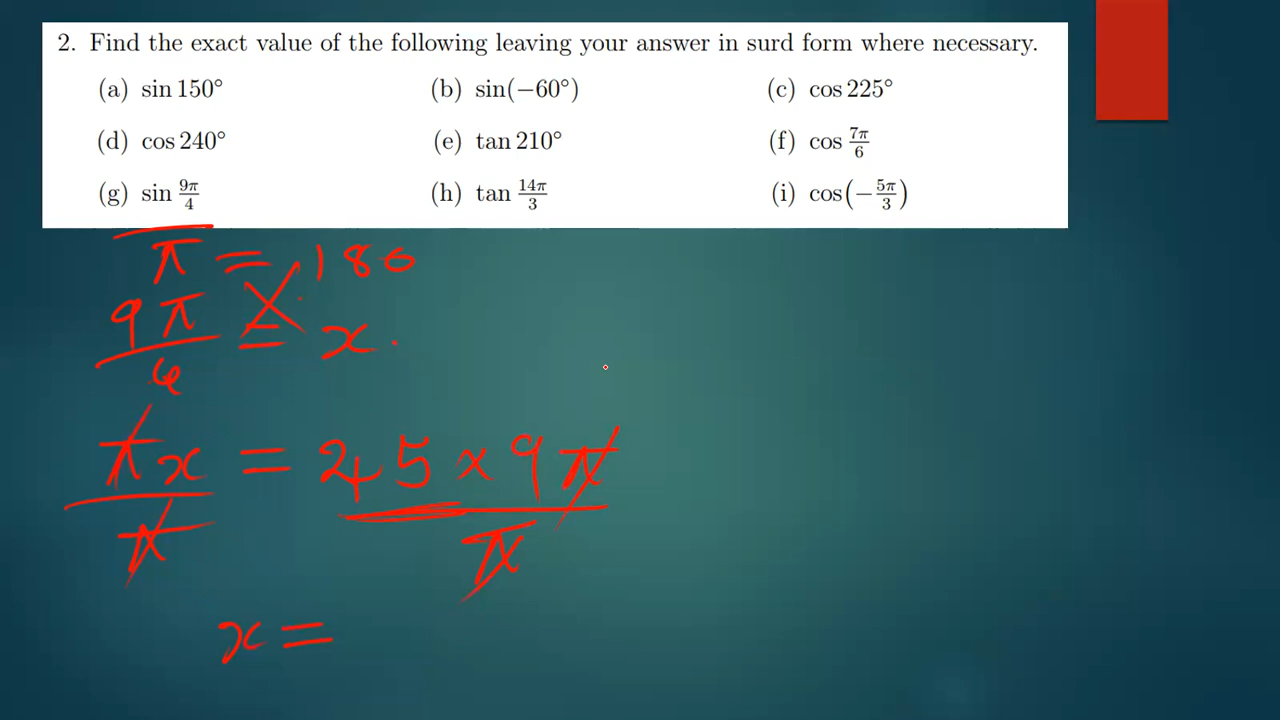 2. Find the exact value of the following leaving your answer in surd form where necessary.
(a) sin 150° (b) sin(−60°) (c) cos 225°
(d) cos 240° (e) tan 210° (f) cos 7π/6
(g) sin 9π/4 (h) tan 14π/3 (i) cos(−5π/3)
π = 180
9π/4 = x
πx/π = 45 × 9π/π
x =